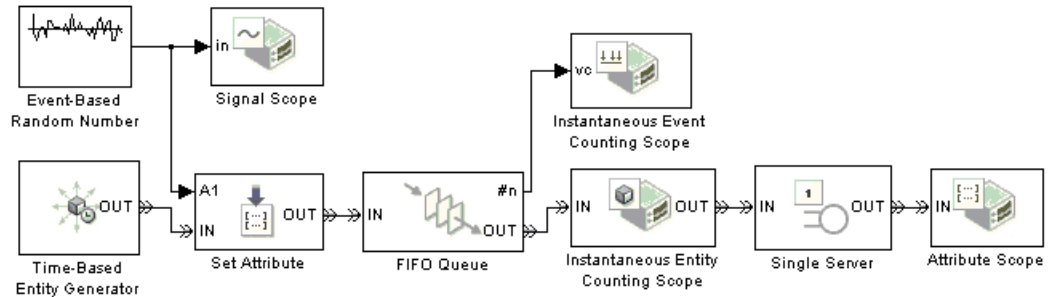 in
Signal Scope
Event-Based
Random Number
vc
Instantaneous Event
Counting Scope
OUT
Time-Based
Entity Generator
A1
IN
OUT
Set Attribute
IN
#n
OUT
FIFO Queue
IN
OUT
Instantaneous Entity
Counting Scope
IN
1
OUT
Single Server
IN
[...]
Attribute Scope
[...]